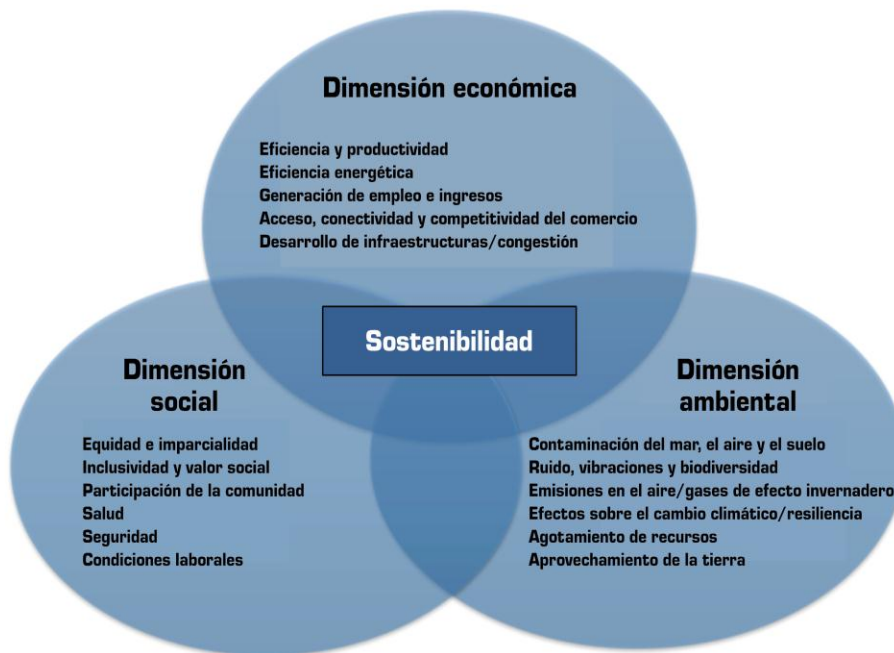 Dimensión económica
Eficiencia y productividad
Eficiencia energética
Generación de empleo e ingresos
Acceso, conectividad y competitividad del comercio
Desarrollo de infraestructuras/congestión
Sostenibilidad
Dimensión
social
Equidad e imparcialidad
Inclusividad y valor social
Participación de la comunidad
Salud
Seguridad
Condiciones laborales
Dimensión
ambiental
Contaminación del mar, el aire y el suelo
Ruido, vibraciones y biodiversidad
Emisiones en el aire/gases de efecto invernadero
Efectos sobre el cambio climático/resiliencia
Agotamiento de recursos
Aprovechamiento de la tierra